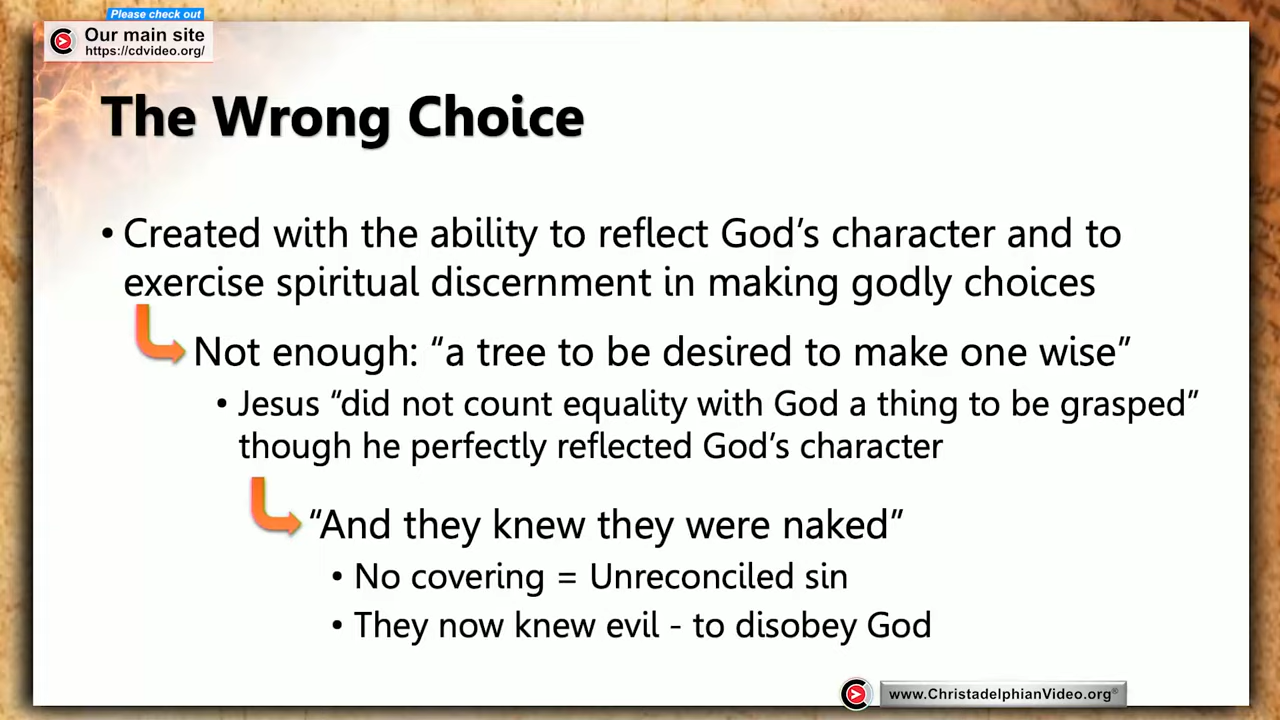 Please check out
Our main site
https://cdvideo.org/
The Wrong Choice
• Created with the ability to reflect God’s character and to
exercise spiritual discernment in making godly choices
Not enough: “a tree to be desired to make one wise”
• Jesus “did not count equality with God a thing to be grasped”
though he perfectly reflected God’s character
“And they knew they were naked”
• No covering = Unreconciled sin
• They now knew evil - to disobey God
www.ChristadelphianVideo.org®